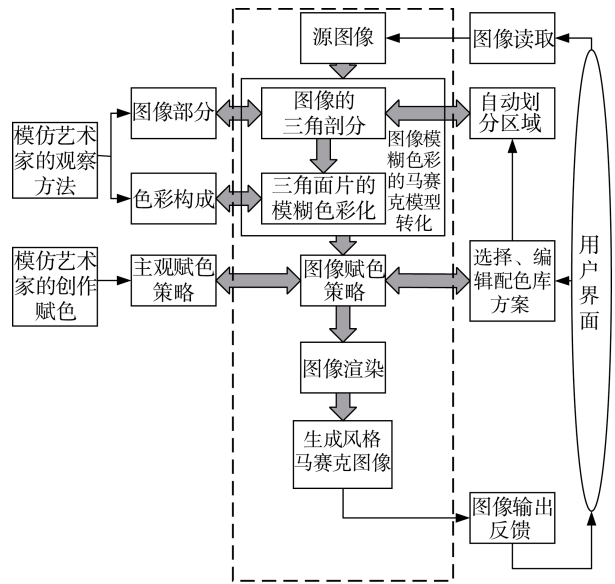 源图像
图像读取
图像部分
图像的
三角剖分
自动划
分区域
模仿艺术
家的观察
方法
图像模
糊色彩
的马赛
克模型
转化
色彩构成
三角面片的
模糊色彩化
用户界面
模仿艺术
家的创作
赋色
主观赋色
策略
图像赋色
策略
选择、编
辑配色库
方案
图像渲染
生成风格
马赛克图像
图像输出
反馈